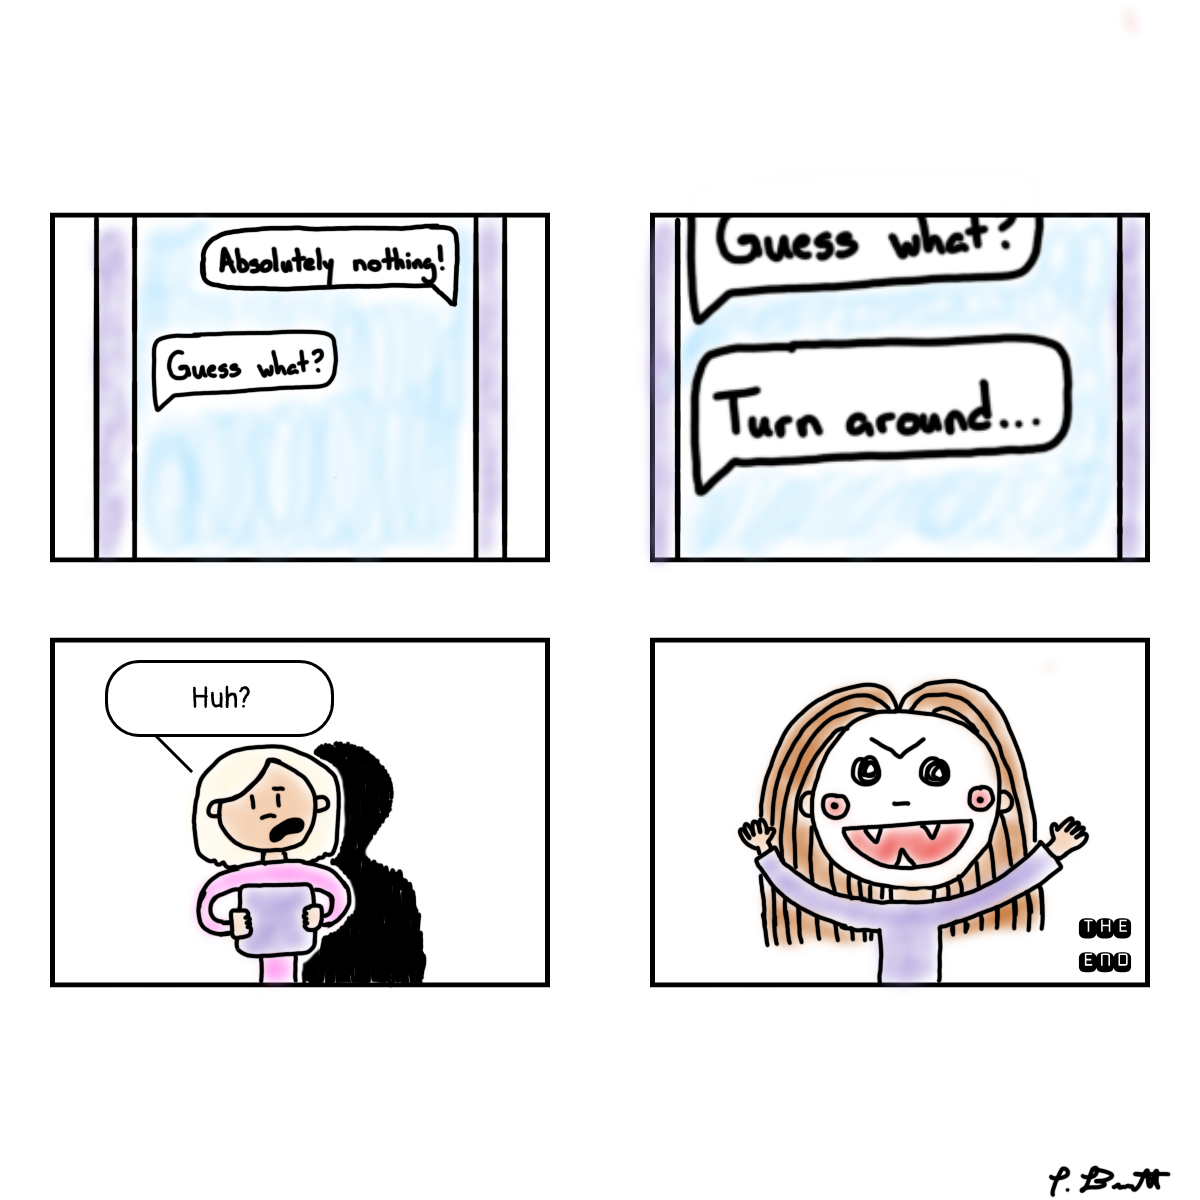 Absolutely nothing!
Guess what?
Guess what?
Turn around...
Huh?
THE
END